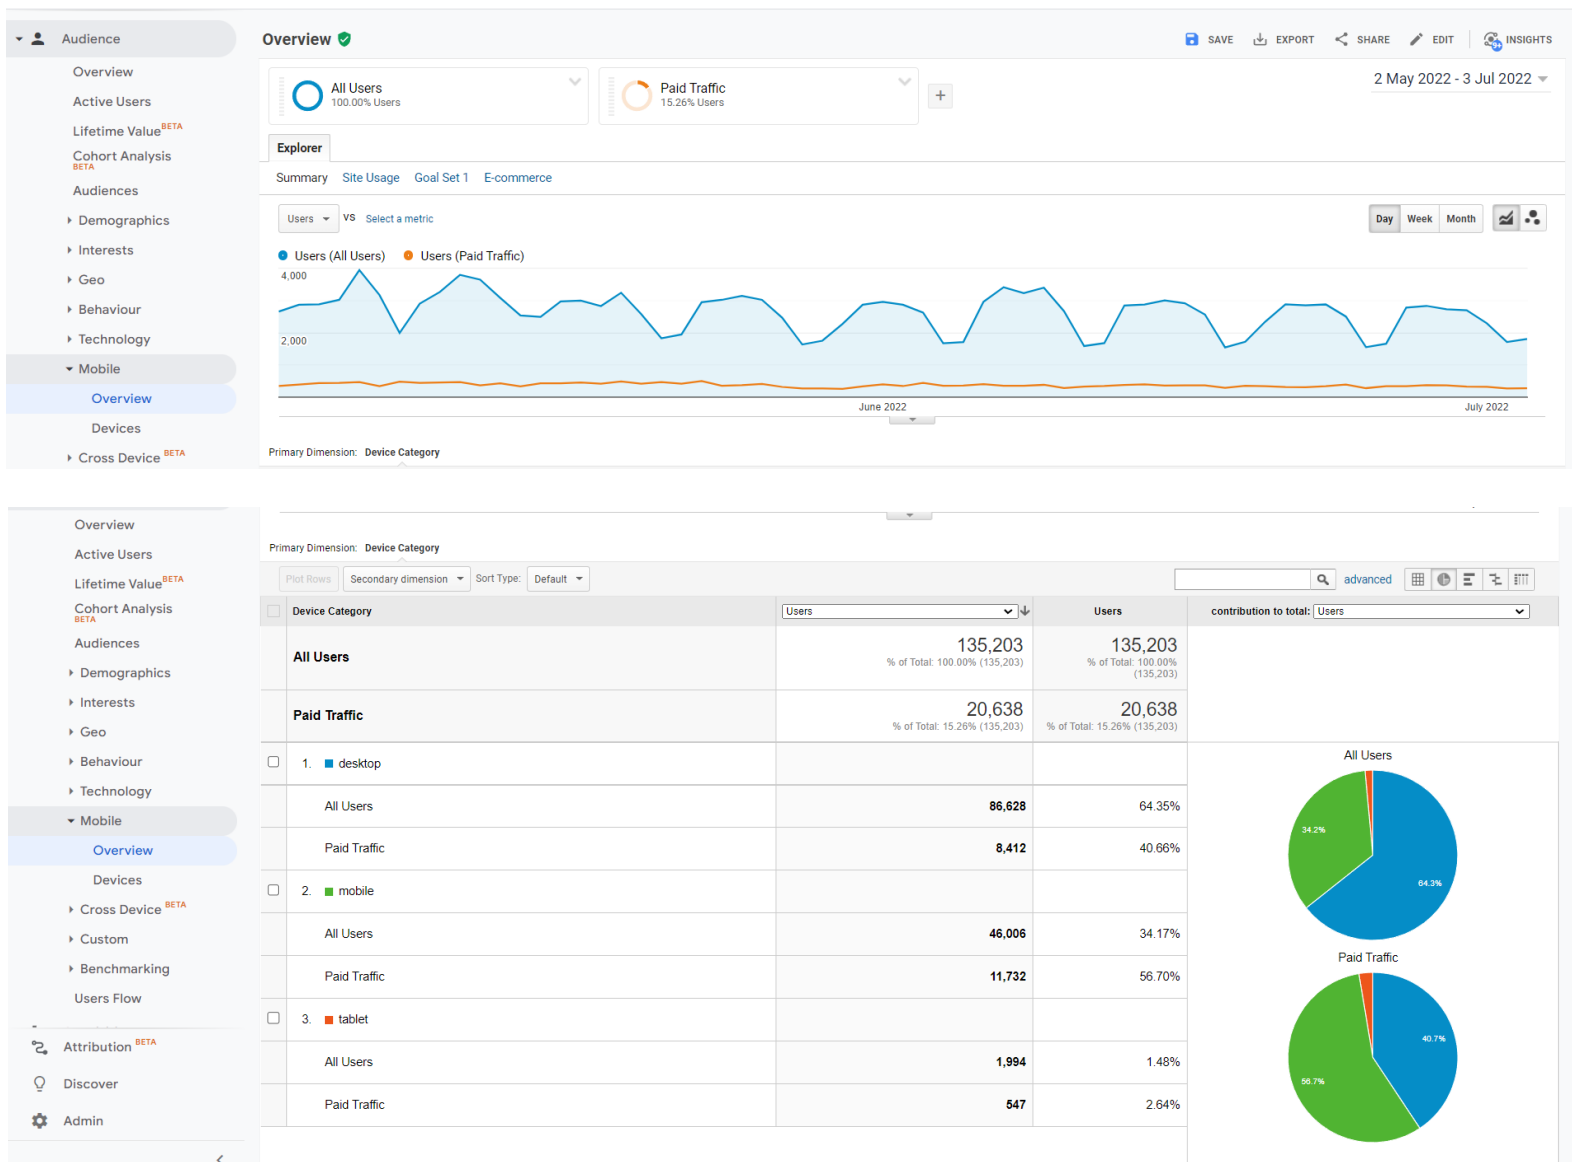 Audience
Overview
Active Users
Lifetime Value BETA
Cohort Analysis
BETA
Audiences
Demographics
Interests
Geo
Behaviour
Technology
Mobile
Overview
Devices
Cross Device BETA
Overview
SAVE
EXPORT
SHARE
EDIT
INSIGHTS
All Users
100.00% Users
Paid Traffic
15.26% Users
+
2 May 2022 - 3 Jul 2022
Explorer
Summary Site Usage Goal Set 1 E-commerce
Users VS Select a metric
Day Week Month
Users (All Users) Users (Paid Traffic)
4,000
2,000
June 2022
July 2022
Primary Dimension: Device Category
Overview
Active Users
Lifetime Value BETA
Cohort Analysis
BETA
Audiences
Demographics
Interests
Geo
Behaviour
Technology
Mobile
Overview
Devices
Cross Device BETA
Custom
Benchmarking
Users Flow
Attribution BETA
Discover
Admin
Primary Dimension: Device Category
Plot Rows Secondary dimension Sort Type: Default
advanced
Device Category Users Users contribution to total: Users
All Users 135,203 135,203
% of Total: 100.00% (135,203) % of Total: 100.00%
(135,203)
Paid Traffic 20,638 20,638
% of Total: 15.26% (135,203) % of Total: 15.26% (135,203)
1. desktop
All Users 86,628 64.35%
Paid Traffic 8,412 40.66%
2. mobile
All Users 46,006 34.17%
Paid Traffic 11,732 56.70%
3. tablet
All Users 1,994 1.48%
Paid Traffic 547 2.64%
All Users
34.2%
64.3%
Paid Traffic
40.7%
56.7%